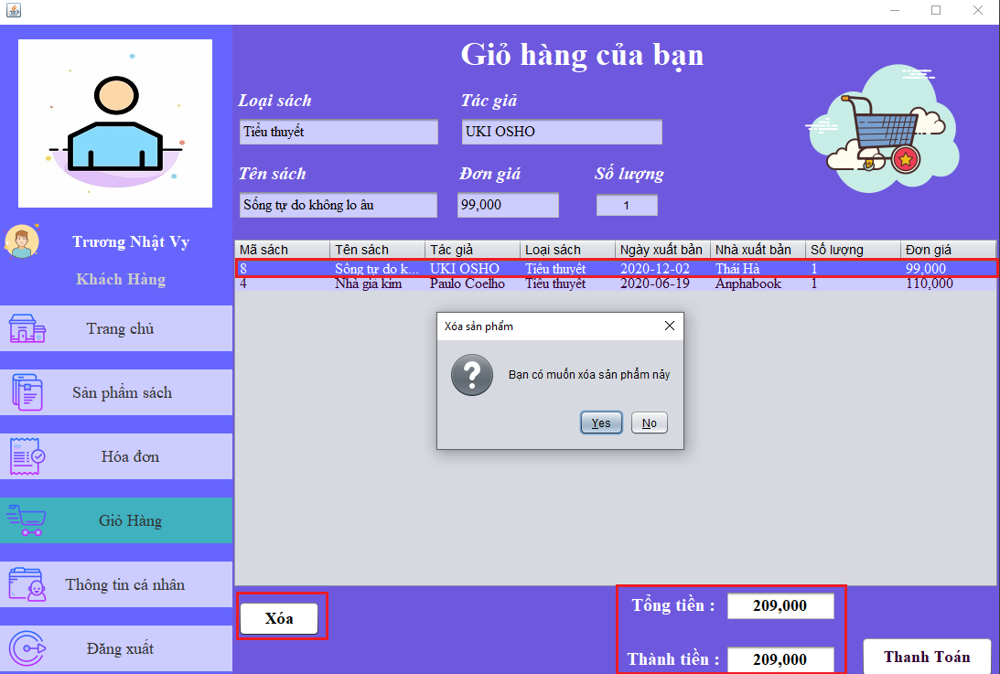 Giỏ hàng của bạn
Loại sách
Tác giã
Tiểu thuyết
UKI OSHO
Tên sách
Đơn giá
Số lượng
Sống tự do không lo âu
99,000
1
Trương Nhật Vy
Khách Hàng
Trang chủ
Sản phẩm sách
Hóa đơn
Giỏ Hàng
Thông tin cá nhân
Đăng xuất
Mã sách Tên sách Tác giả Loại sách Ngày xuất bản Nhà xuất bản Số lượng Đơn giá
8 Sống tự do k... UKI OSHO Tiểu thuyết 2020-12-02 Thái Hà 1 99,000
4 Nhà giả kim Paulo Coelho Tiểu thuyết 2020-06-19 Anphabook 1 110,000
Xóa sản phẩm
Bạn có muốn xóa sản phẩm này
Yes No
Xóa
Tổng tiền : 209,000
Thành tiền : 209,000
Thanh Toán